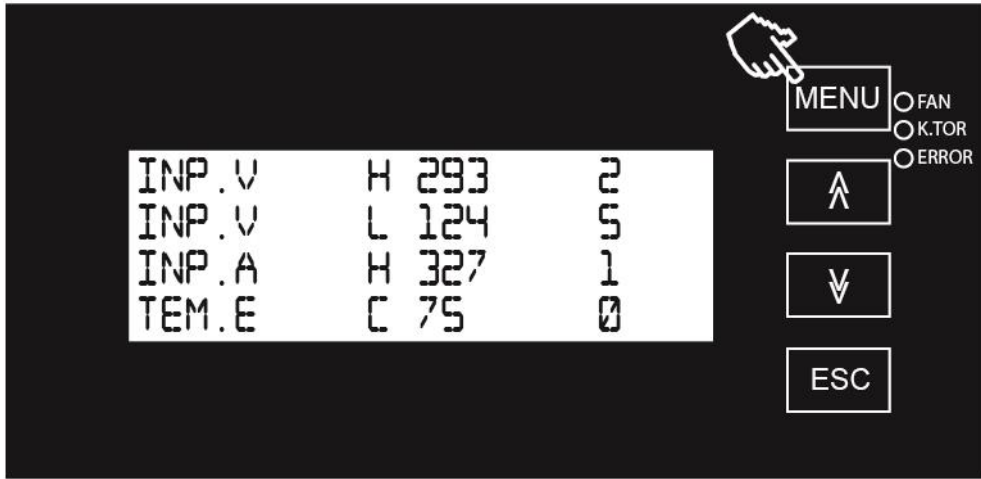 MENU
FAN
K.TOR
ERROR
INP.V H 293 2
INP.V L 124 5
INP.A H 327 1
TEM.E C 75 0
ESC